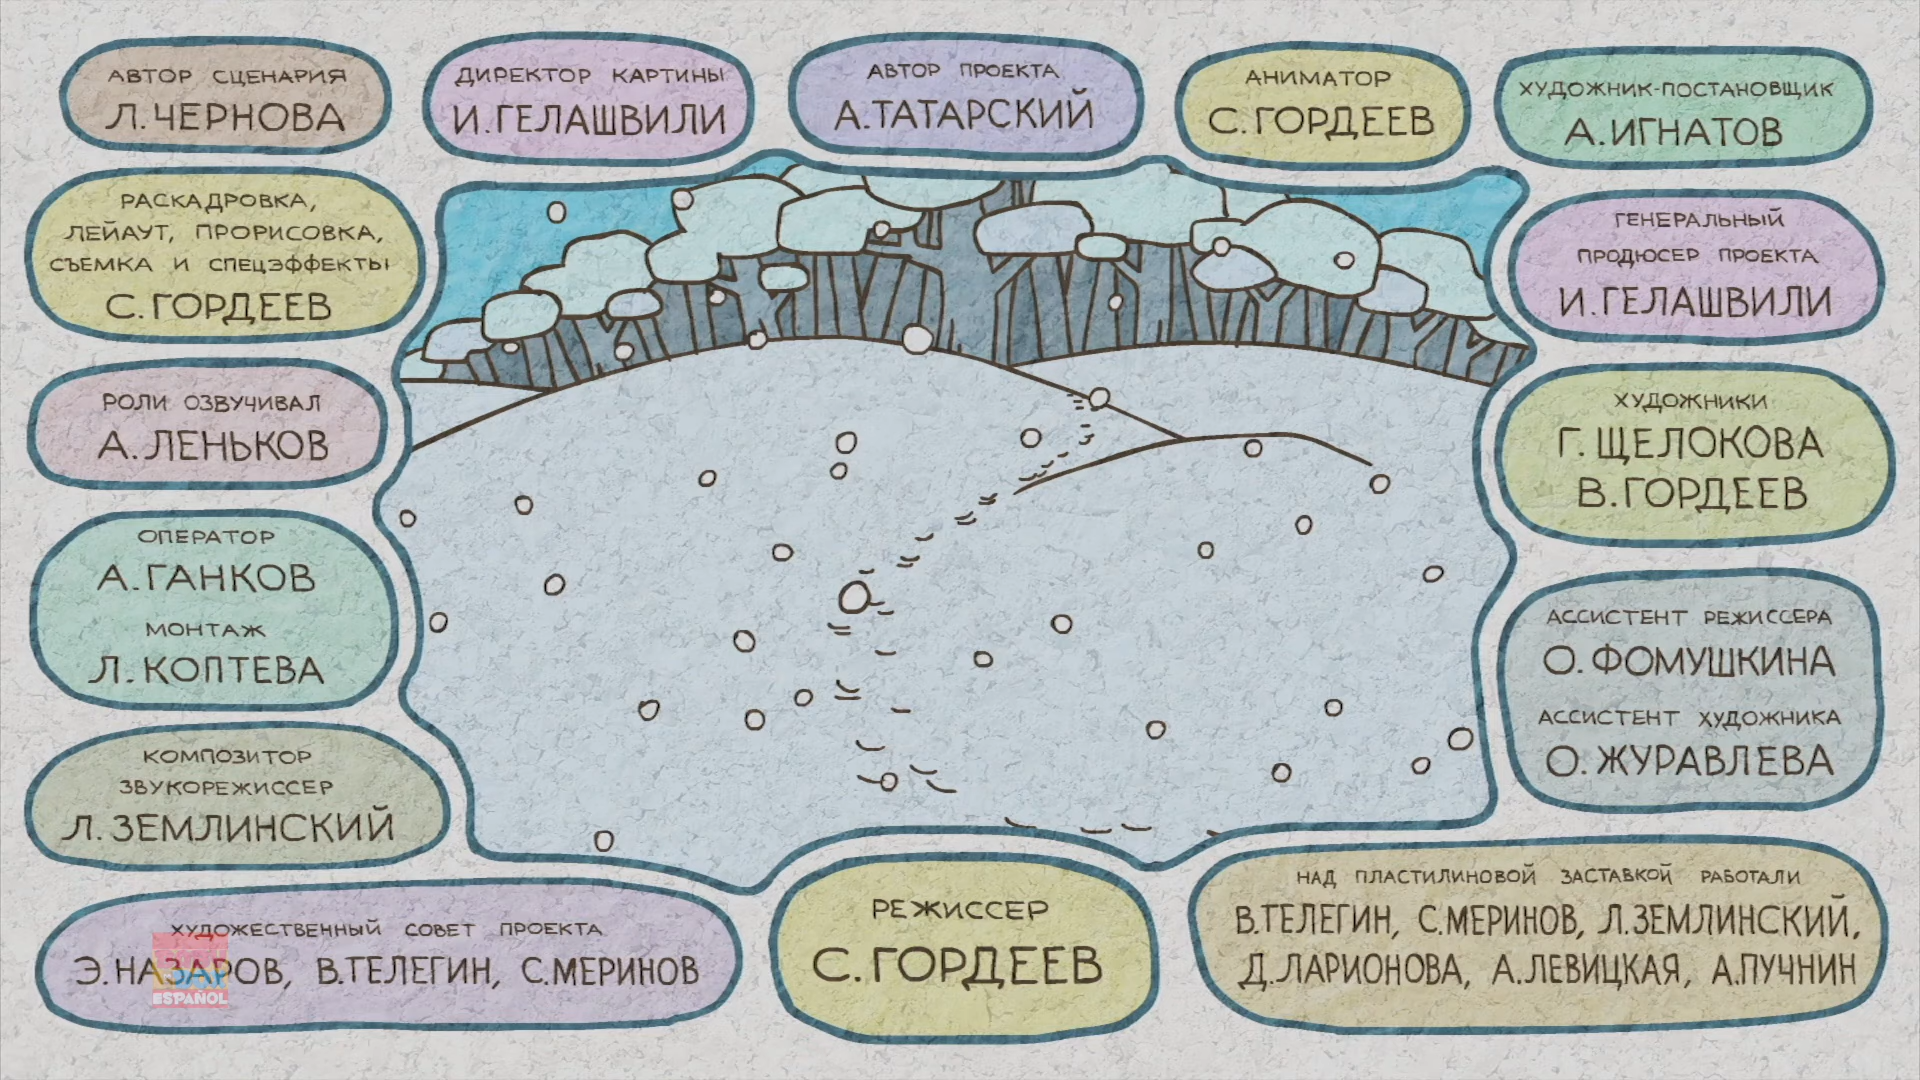 АВТОР СЦЕНАРИЯ
Л. ЧЕРНОВА
ДИРЕКТОР КАРТИНЫ
И. ГЕЛАШВИЛИ
АВТОР ПРОЕКТА
А. ТАТАРСКИЙ
АНИМАТОР
С. ГОРДЕЕВ
ХУДОЖНИК-ПОСТАНОВЩИК
А. ИГНАТОВ
РАСКАДРОВКА,
ЛЕЙАУТ, ПРОРИСОВКА,
СЪЕМКА И СПЕЦЭФФЕКТЫ
С. ГОРДЕЕВ
ГЕНЕРАЛЬНЫЙ
ПРОДЮСЕР ПРОЕКТА
И. ГЕЛАШВИЛИ
РОЛИ ОЗВУЧИВАЛ
А. ЛЕНЬКОВ
ХУДОЖНИКИ
Г. ЩЕЛОКОВА
В. ГОРДЕЕВ
ОПЕРАТОР
А. ГАНКОВ
МОНТАЖ
Л. КОПТЕВА
АССИСТЕНТ РЕЖИССЕРА
О. ФОМУШКИНА
АССИСТЕНТ ХУДОЖНИКА
О. ЖУРАВЛЕВА
КОМПОЗИТОР
ЗВУКОРЕЖИССЕР
Л. ЗЕМЛИНСКИЙ
ХУДОЖЕСТВЕННЫЙ СОВЕТ ПРОЕКТА
Э. НАЗАРОВ, В. ТЕЛЕГИН, С. МЕРИНОВ
ESPAÑOL
РЕЖИССЕР
С. ГОРДЕЕВ
НАД ПЛАСТИЛИНОВОЙ ЗАСТАВКОЙ РАБОТАЛИ
В. ТЕЛЕГИН, С. МЕРИНОВ, Л. ЗЕМЛИНСКИЙ,
Д. ЛАРИОНОВА, А. ЛЕВИЦКАЯ, А. ПУЧНИН